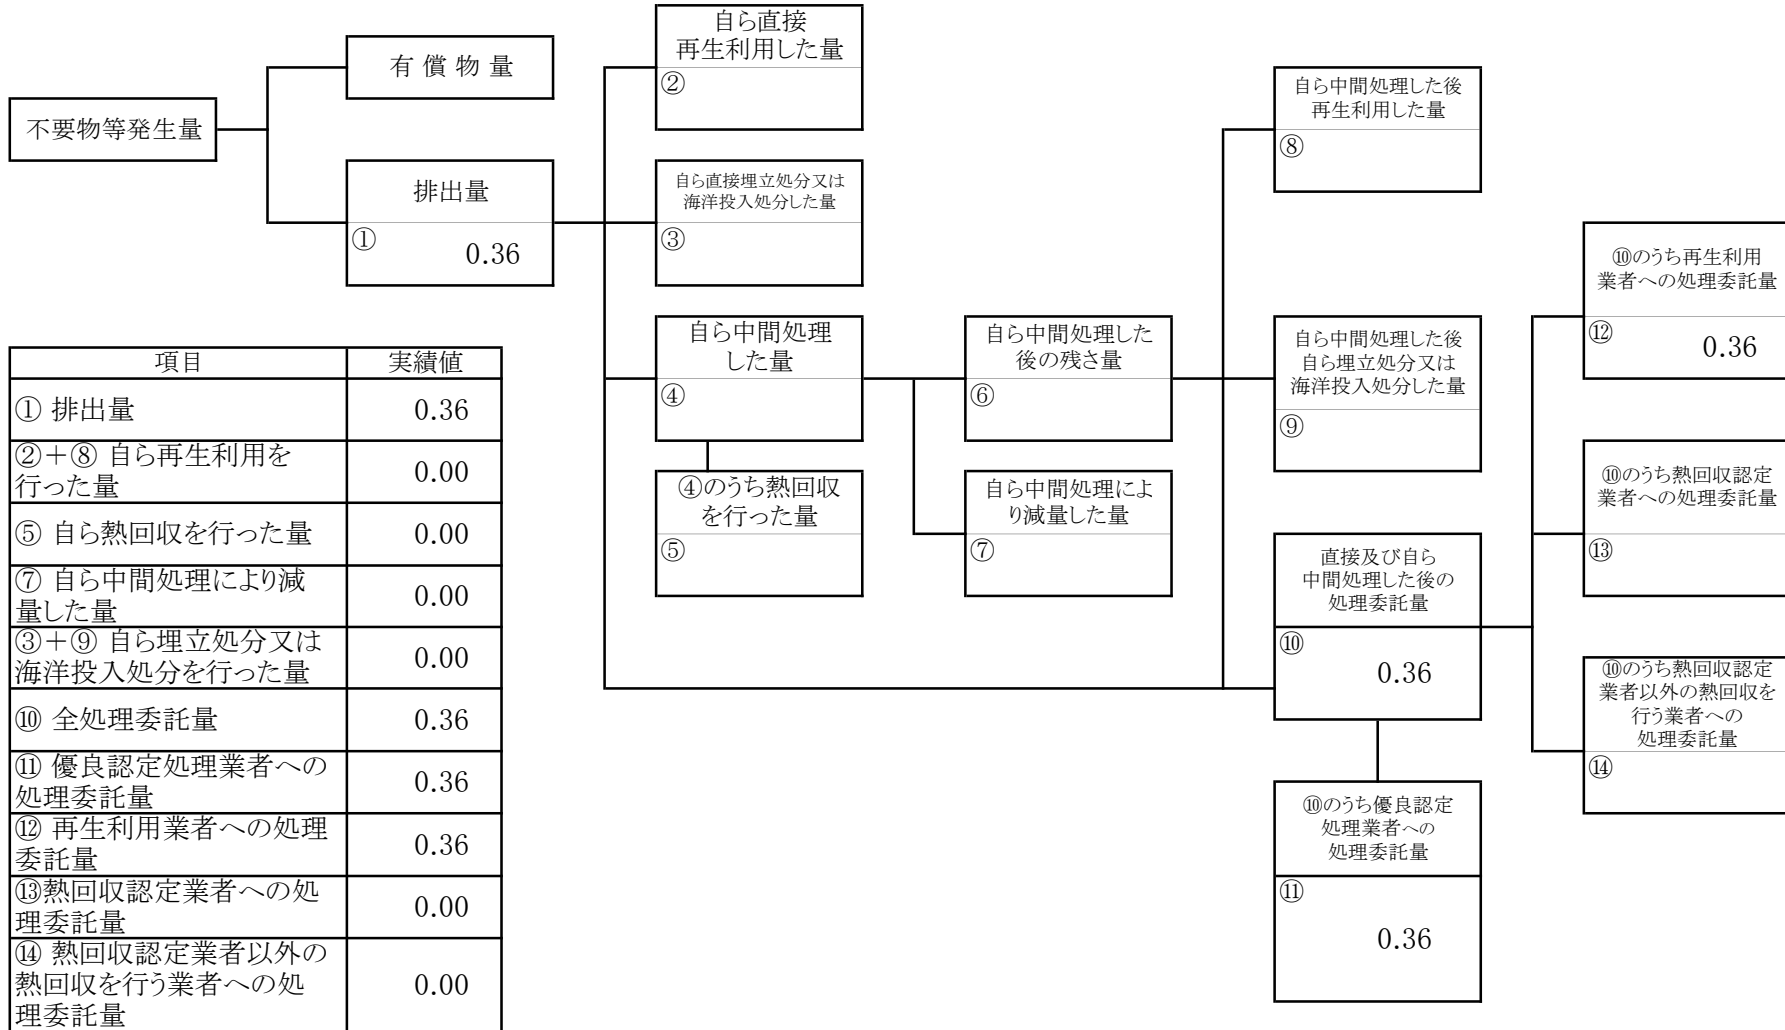 自ら直接
再生利用した量
②
有 償 物 量
不要物等発生量
排出量
①
0.36
自ら直接埋立処分又は
海洋投入処分した量
③
自ら中間処理
した量
④
④のうち熱回収
を行った量
⑤
自ら中間処理した
後の残さ量
⑥
自ら中間処理によ
り減量した量
⑦
自ら中間処理した後
再生利用した量
⑧
自ら中間処理した後
自ら埋立処分又は
海洋投入処分した量
⑨
直接及び自ら
中間処理した後の
処理委託量
⑩
0.36
⑩のうち優良認定
処理業者への
処理委託量
⑪
0.36
⑩のうち再生利用
業者への処理委託量
⑫
0.36
⑩のうち熱回収認定
業者への処理委託量
⑬
⑩のうち熱回収認定
業者以外の熱回収を
行う業者への
処理委託量
⑭
項目 実績値
① 排出量 0.36
②+⑧ 自ら再生利用を
行った量 0.00
⑤ 自ら熱回収を行った量 0.00
⑦ 自ら中間処理により減
量した量 0.00
③+⑨ 自ら埋立処分又は
海洋投入処分を行った量 0.00
⑩ 全処理委託量 0.36
⑪ 優良認定処理業者への
処理委託量 0.36
⑫ 再生利用業者への処理
委託量 0.36
⑬熱回収認定業者への処
理委託量 0.00
⑭ 熱回収認定業者以外の
熱回収を行う業者への処
理委託量 0.00